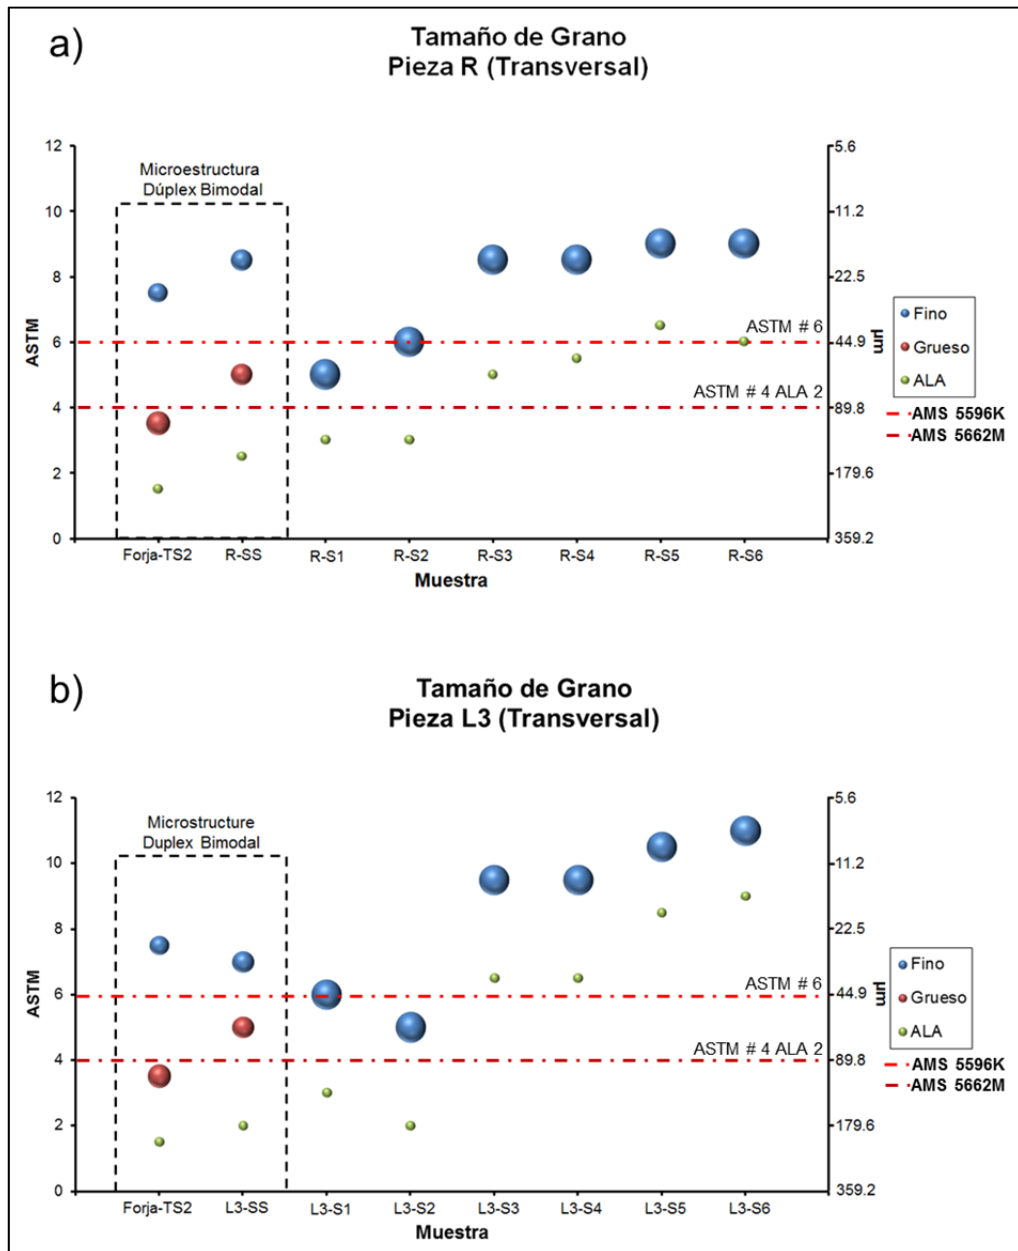 a)
Tamaño de Grano
Pieza R (Transversal)
Microestructura
Dúplex Bimodal
ASTM
12
10
8
6
4
2
0
5.6
11.2
22.5
44.9
89.8
179.6
359.2
µm
ASTM # 6
ASTM # 4 ALA 2
Fino
Grueso
ALA
AMS 5596K
AMS 5662M
Forja-TS2 R-SS R-S1 R-S2 R-S3 R-S4 R-S5 R-S6
Muestra
b)
Tamaño de Grano
Pieza L3 (Transversal)
Microstructure
Duplex Bimodal
ASTM
12
10
8
6
4
2
0
5.6
11.2
22.5
44.9
89.8
179.6
359.2
µm
ASTM # 6
ASTM # 4 ALA 2
Fino
Grueso
ALA
AMS 5596K
AMS 5662M
Forja-TS2 L3-SS L3-S1 L3-S2 L3-S3 L3-S4 L3-S5 L3-S6
Muestra